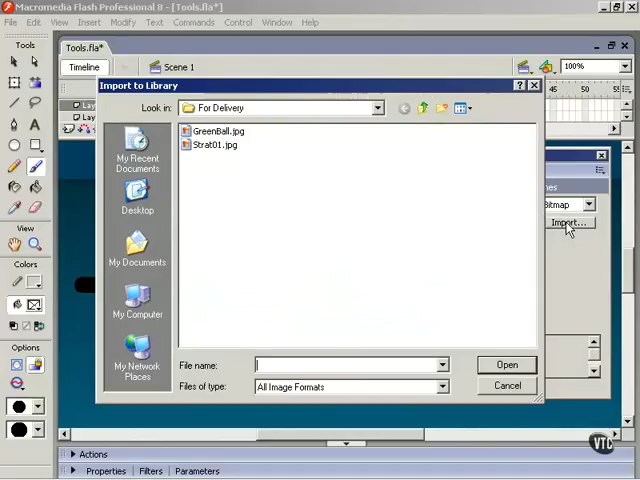 Macromedia Flash Professional 8 - [Tools.fla*]
File Edit View Insert Modify Text Commands Control Window Help
Tools
Tools.fla*
Timeline
Scene 1
100%
Import to Library
Look in:
For Delivery
45 50 55
My Recent Documents
GreenBall.jpg
Strat01.jpg
Desktop
My Documents
My Computer
My Network Places
Bitmap
Import...
View
Colors
Options
File name:
Open
Files of type:
All Image Formats
Cancel
VTC
Actions
Properties Filters Parameters